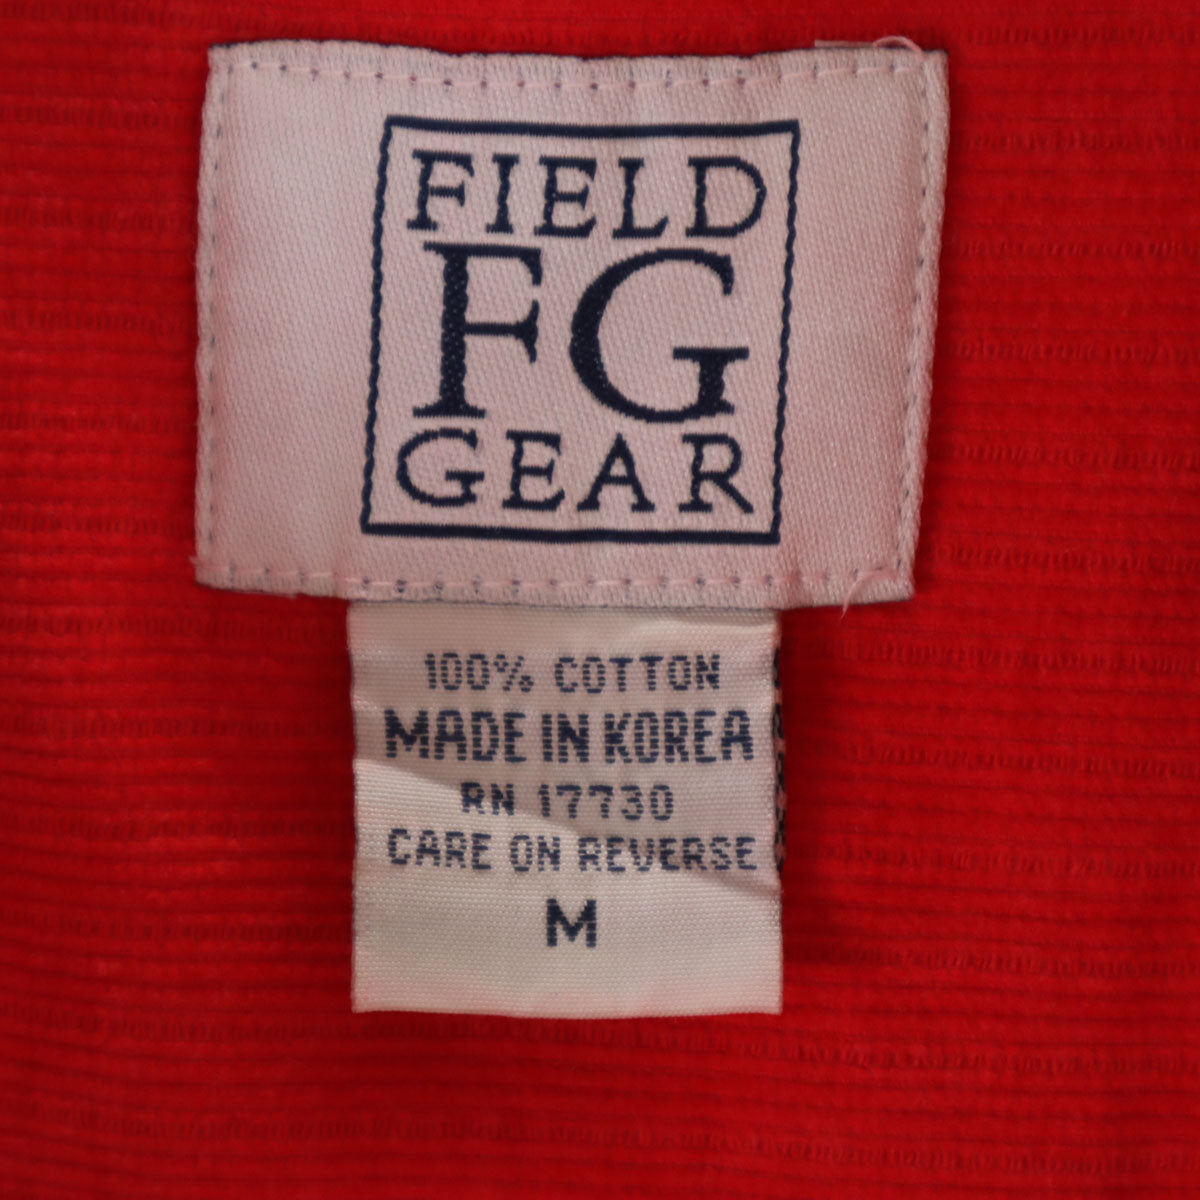 FIELD
FG
GEAR
100% COTTON
MADE IN KOREA
RN 17730
CARE ON REVERSE
M